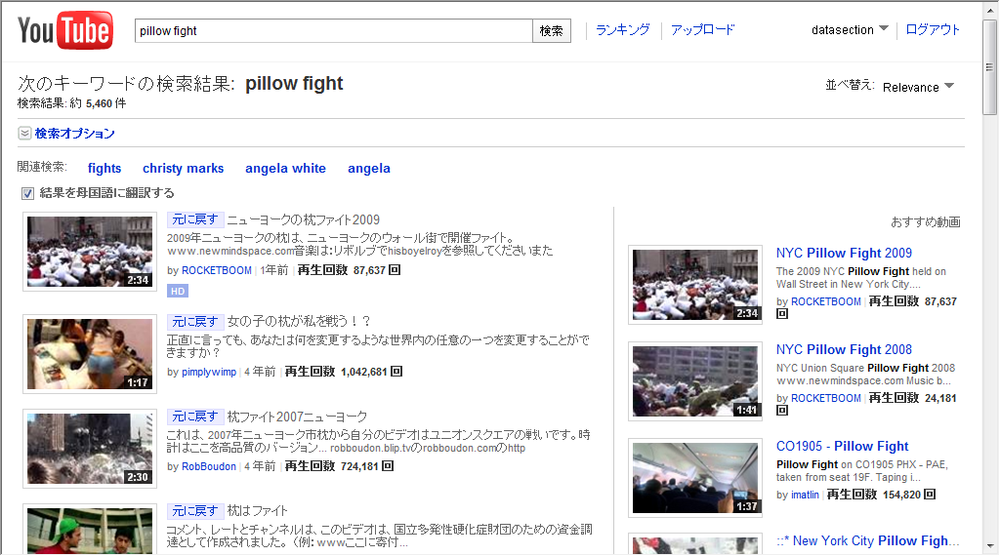 YouTube
pillow fight
検索
ランキング
アップロード
datasection
ログアウト
次のキーワードの検索結果: pillow fight
検索結果: 約 5,460 件
並べ替え: Relevance
検索オプション
関連検索: fights christy marks angela white angela
結果を母国語に翻訳する
2:34
元に戻す ニューヨークの枕ファイト2009
2009年ニューヨークの枕は、ニューヨークのウォール街で開催ファイト。
www.newmindspace.com音楽は：リボルブでhisboyelroyを参照してくださいまた
by ROCKETBOOM | 1年前 | 再生回数 87,637 回
HD
1:17
元に戻す 女の子の枕が私を戦う！？
正直に言っても、あなたは何を変更するような世界内の任意の一つを変更することがで
きますか？
by pimplywimp | 4 年前 | 再生回数 1,042,681 回
2:30
元に戻す 枕ファイト2007ニューヨーク
これは、2007年ニューヨーク市枕から自分のビデオはユニオンスクエアの戦いです。時
計はここを高品質のバージョン... robboudon.blip.tvのrobboudon.comのhttp
by RobBoudon | 4 年前 | 再生回数 724,181 回
元に戻す 枕はファイト
コメント、レートとチャンネルは、このビデオは、国立多発性硬化症財団のための資金調
達として作成されました。（例: wwwここに寄付...
おすすめ動画
2:34
NYC Pillow Fight 2009
The 2009 NYC Pillow Fight held on
Wall Street in New York City....
by ROCKETBOOM | 再生回数 87,637
回
1:41
NYC Pillow Fight 2008
NYC Union Square Pillow Fight 2008
www.newmindspace.com Music b...
by ROCKETBOOM | 再生回数 24,181
回
1:37
CO1905 - Pillow Fight
Pillow Fight on CO1905 PHX - PAE,
taken from seat 19F. Taping i...
by imatlin | 再生回数 154,820 回
::* New York City Pillow Figh...